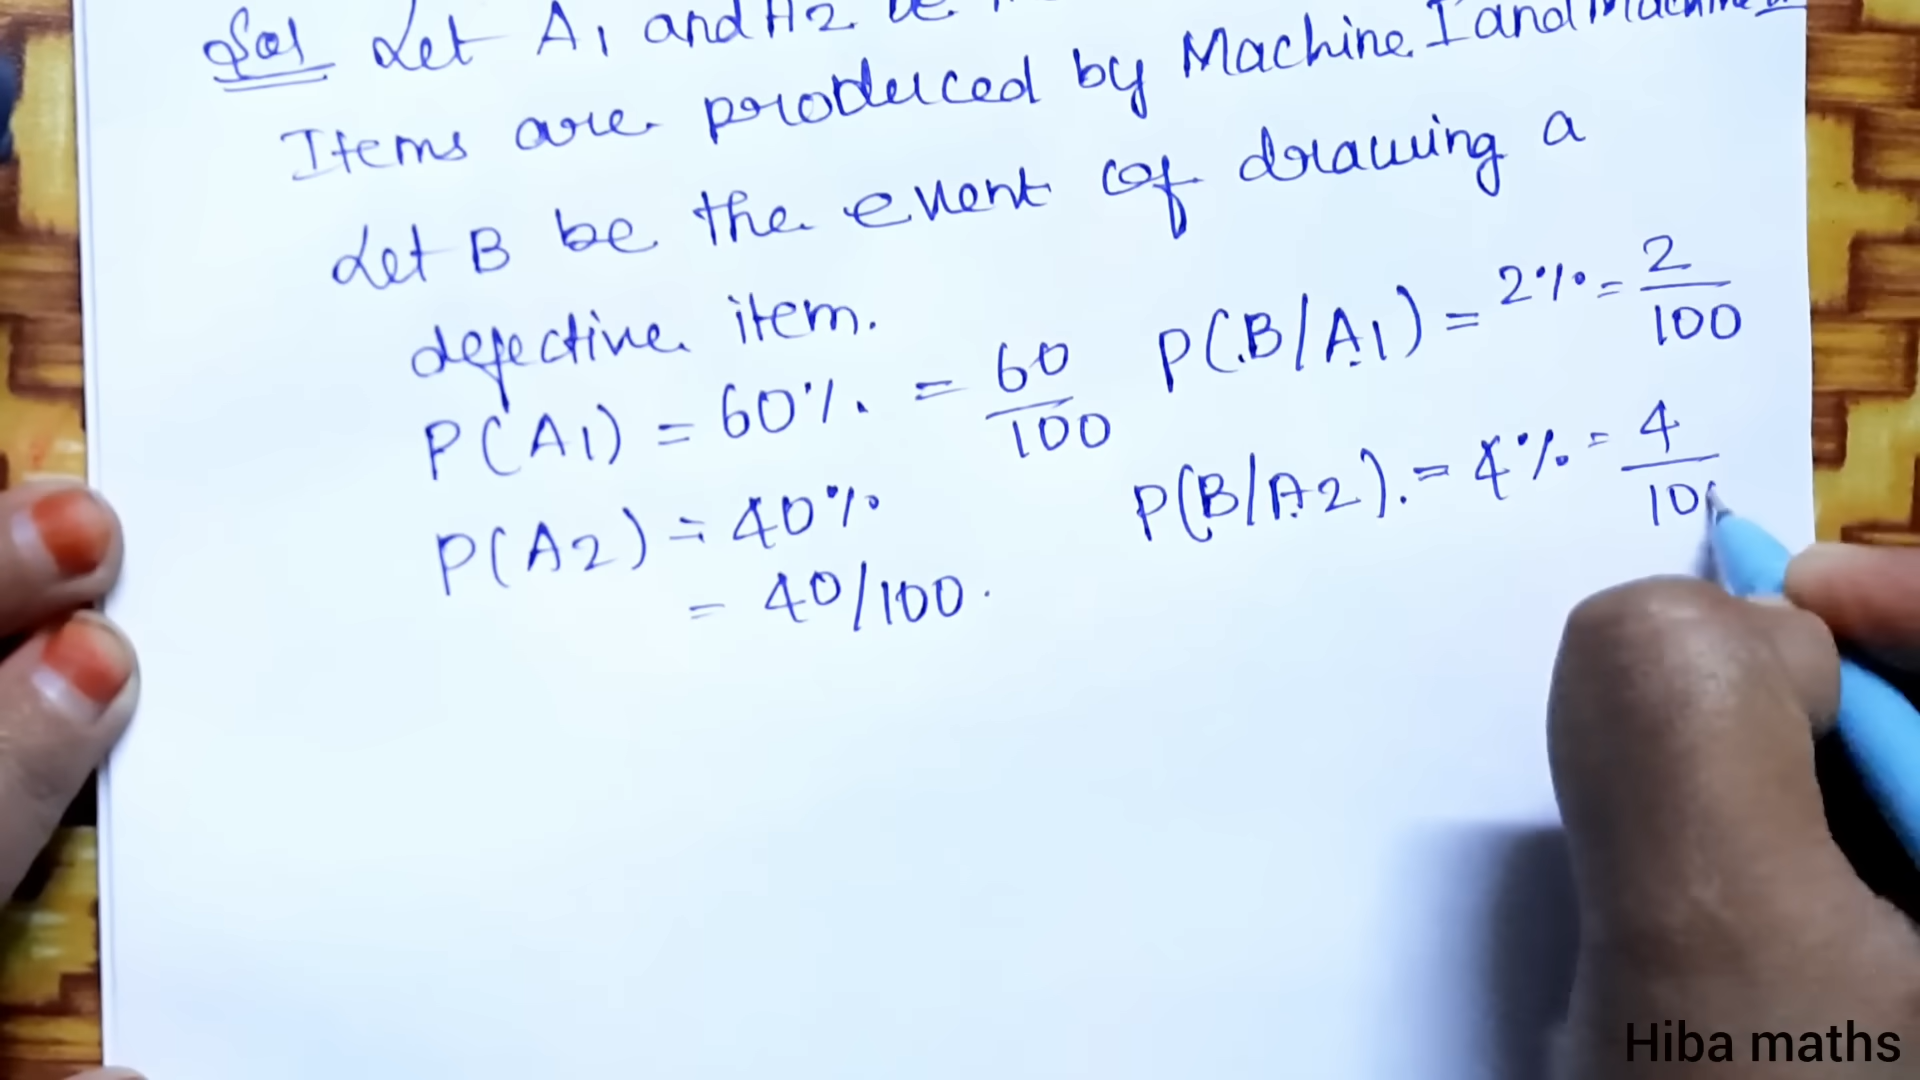 Sol Let A1 and A2 be
Items are produced by Machine I and Machine II
Let B be the event of drawing a
defective item.
P(A1) = 60% = 60/100
P(B/A1) = 2% = 2/100
P(A2) = 40%
= 40/100.
P(B/A2) = 4% = 4/10
Hiba maths